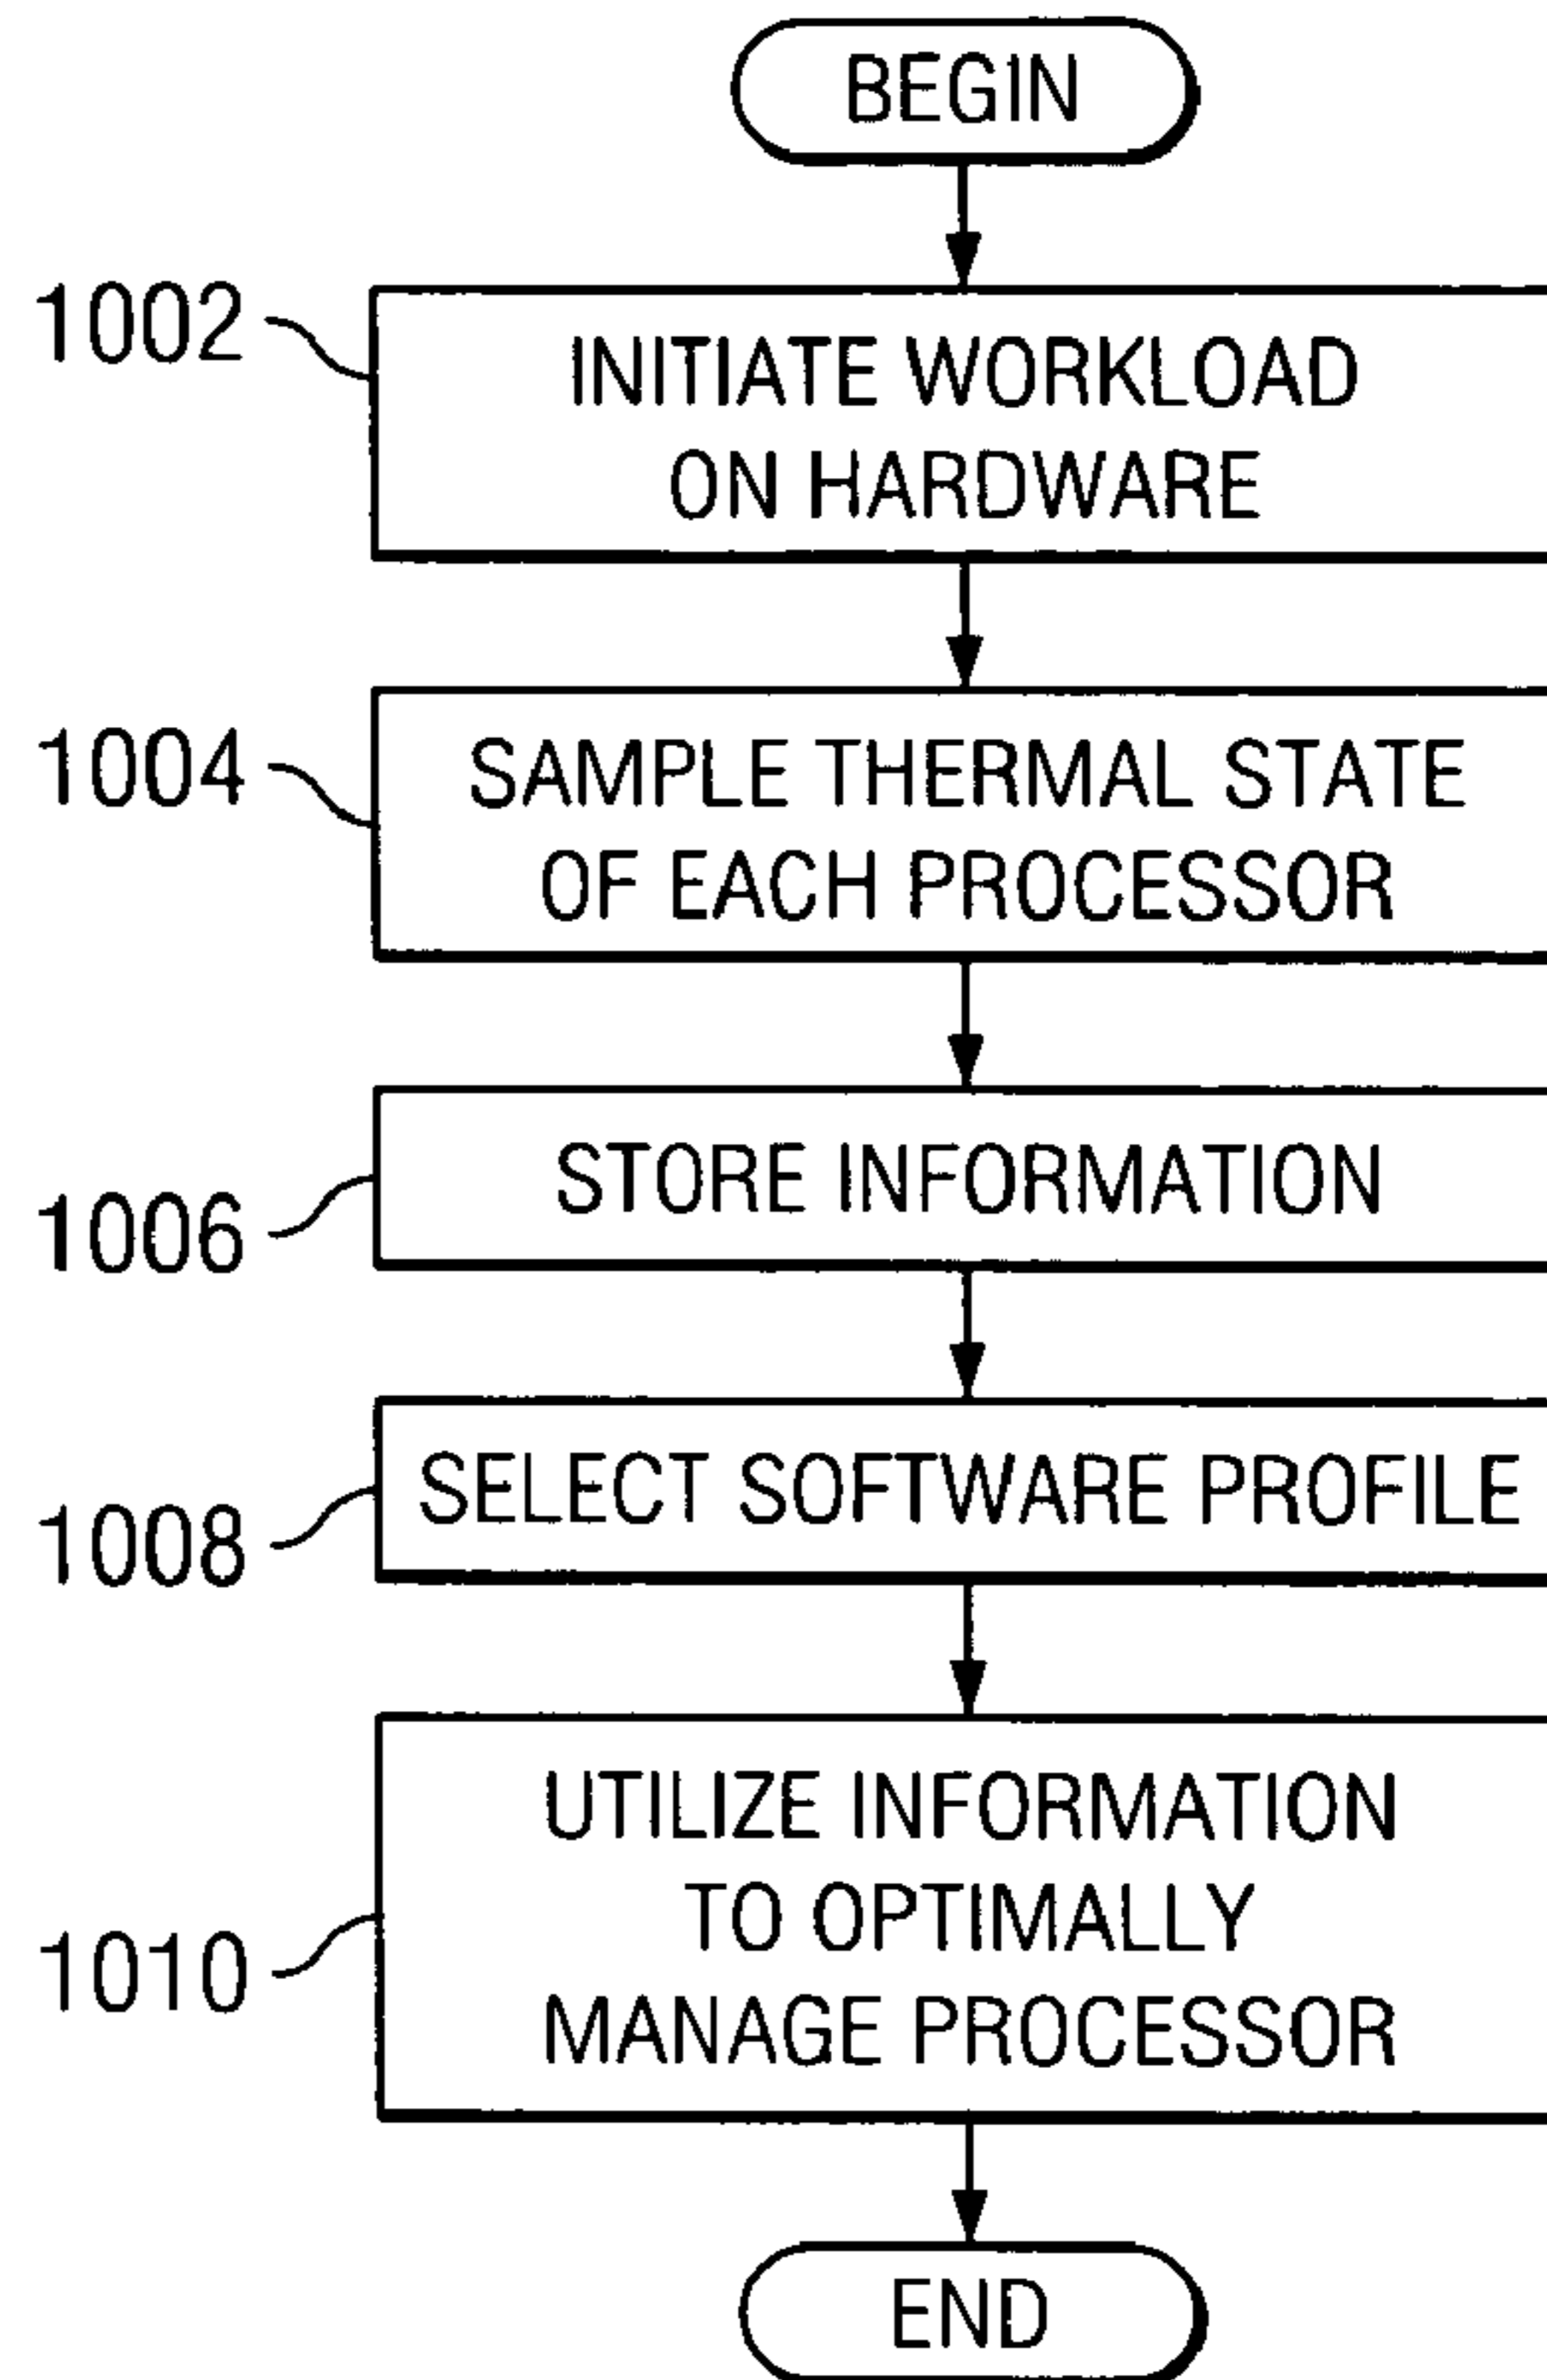 BEGIN
1002
INITIATE WORKLOAD
ON HARDWARE
1004
SAMPLE THERMAL STATE
OF EACH PROCESSOR
1006
STORE INFORMATION
1008
SELECT SOFTWARE PROFILE
1010
UTILIZE INFORMATION
TO OPTIMALLY
MANAGE PROCESSOR
END